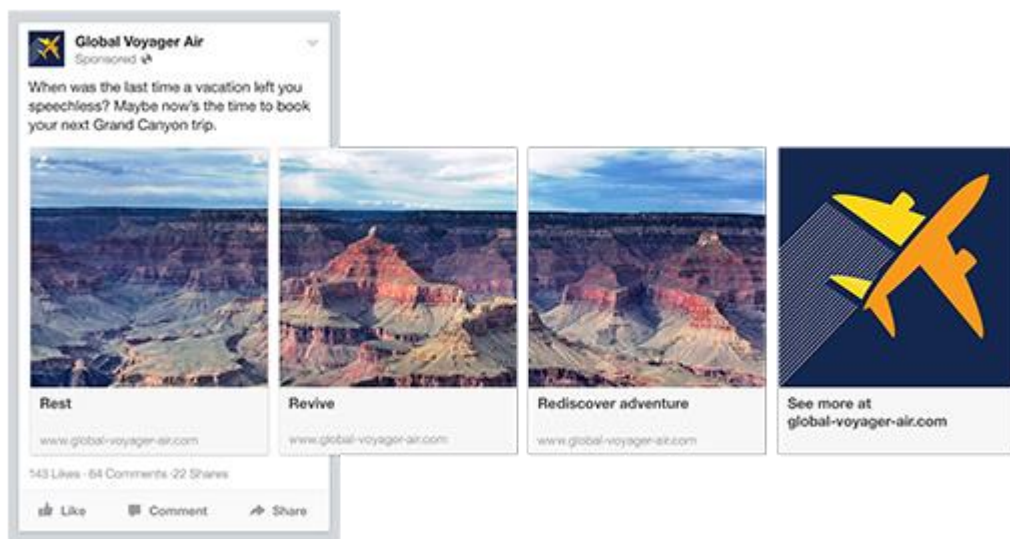 Global Voyager Air
Sponsored
When was the last time a vacation left you
speechless? Maybe now's the time to book
your next Grand Canyon trip.
Rest
www.global-voyager-air.com
Revive
www.global-voyager-air.com
Rediscover adventure
www.global-voyager-air.com
See more at
global-voyager-air.com
143 Likes · 64 Comments · 22 Shares
Like Comment Share